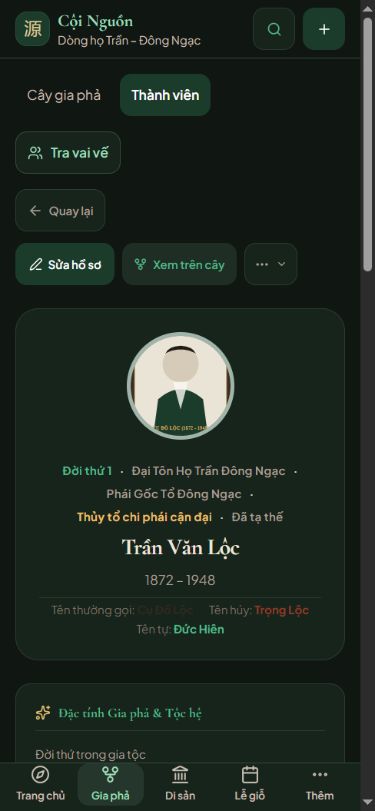 源
Cội Nguồn
Dòng họ Trần – Đông Ngạc
Cây gia phả
Thành viên
Tra vai vế
Quay lại
Sửa hồ sơ
Xem trên cây
Đời thứ 1 · Đại Tôn Họ Trần Đông Ngạc ·
Phái Gốc Tổ Đông Ngạc ·
Thủy tổ chi phái cận đại · Đã tạ thế
Trần Văn Lộc
1872 – 1948
Tên thường gọi: Cụ Đồ Lộc Tên húy: Trọng Lộc
Tên tự: Đức Hiên
Đặc tính Gia phả & Tộc hệ
Đời thứ trong gia tộc
Trang chủ
Gia phả
Di sản
Lễ giỗ
Thêm